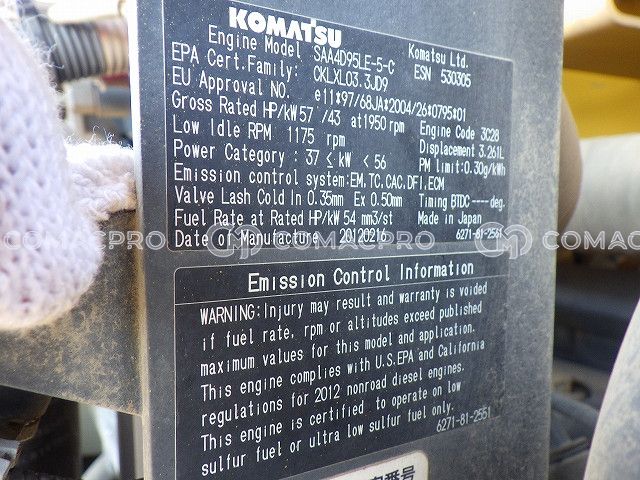 KOMATSU
Engine Model SAA4D95LE-5-C Komatsu Ltd.
EPA Cert.Family: CKLXL03.3JD9 ESN 530305
EU Approval NO. e11*97/68JA*2004/26*0795*01
Gross Rated HP/kW 57 /43 at 1950 rpm Engine Code 3C28
Low Idle RPM 1175 rpm Displacement 3.261L
Power Category : 37 ≤ kW < 56 PM limit:0.30g/kWh
Emission control system:EM,TC,CAC,DFI,ECM
Valve Lash Cold In 0.35mm Ex 0.50mm Timing BTDC ----deg.
Fuel Rate at Rated HP/kW 54 mm3/st Made in Japan
Date of Manufacture 20120216 6271-81-2561
COMACPRO COMACPRO COMACPRO
Emission Control Information
WARNING:Injury may result and warranty is voided
if fuel rate, rpm or altitudes exceed published
maximum values for this model and application.
This engine complies with U.S.EPA and California
regulations for 2012 nonroad diesel engines.
This engine is certified to operate on low
sulfur fuel or ultra low sulfur fuel only.
6271-81-2551
番号